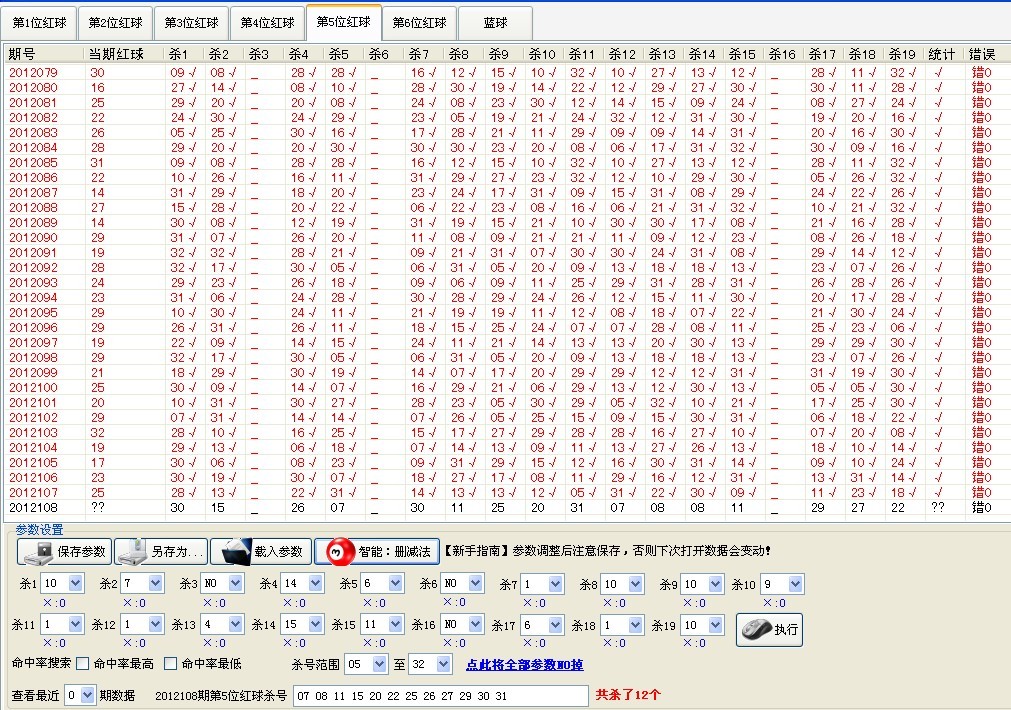 第1位红球 第2位红球 第3位红球 第4位红球 第5位红球 第6位红球 蓝球
期号 当期红球 杀1 杀2 杀3 杀4 杀5 杀6 杀7 杀8 杀9 杀10 杀11 杀12 杀13 杀14 杀15 杀16 杀17 杀18 杀19 统计 错误
2012079 30 09 √ 08 √ _ 28 √ 28 √ _ 16 √ 12 √ 15 √ 10 √ 32 √ 10 √ 27 √ 13 √ 12 √ _ 28 √ 11 √ 32 √ √ 错0
2012080 16 27 √ 14 √ _ 08 √ 10 √ _ 28 √ 30 √ 19 √ 14 √ 22 √ 12 √ 29 √ 27 √ 30 √ _ 30 √ 11 √ 28 √ √ 错0
2012081 25 29 √ 20 √ _ 20 √ 08 √ _ 24 √ 08 √ 23 √ 30 √ 12 √ 14 √ 15 √ 09 √ 24 √ _ 08 √ 27 √ 24 √ √ 错0
2012082 22 24 √ 30 √ _ 24 √ 29 √ _ 23 √ 05 √ 19 √ 21 √ 24 √ 32 √ 12 √ 31 √ 30 √ _ 19 √ 20 √ 16 √ √ 错0
2012083 26 05 √ 25 √ _ 30 √ 16 √ _ 17 √ 28 √ 21 √ 11 √ 29 √ 09 √ 09 √ 14 √ 31 √ _ 20 √ 16 √ 30 √ √ 错0
2012084 28 29 √ 20 √ _ 20 √ 30 √ _ 30 √ 30 √ 23 √ 20 √ 08 √ 06 √ 17 √ 31 √ 32 √ _ 30 √ 09 √ 16 √ √ 错0
2012085 31 09 √ 08 √ _ 28 √ 28 √ _ 16 √ 12 √ 15 √ 10 √ 32 √ 10 √ 27 √ 13 √ 12 √ _ 28 √ 11 √ 32 √ √ 错0
2012086 22 10 √ 26 √ _ 16 √ 11 √ _ 31 √ 29 √ 27 √ 23 √ 32 √ 12 √ 10 √ 29 √ 30 √ _ 05 √ 26 √ 32 √ √ 错0
2012087 14 31 √ 29 √ _ 18 √ 20 √ _ 23 √ 24 √ 17 √ 31 √ 09 √ 15 √ 31 √ 08 √ 29 √ _ 24 √ 22 √ 26 √ √ 错0
2012088 27 15 √ 28 √ _ 20 √ 22 √ _ 06 √ 22 √ 23 √ 08 √ 16 √ 06 √ 21 √ 31 √ 32 √ _ 10 √ 21 √ 32 √ √ 错0
2012089 14 30 √ 08 √ _ 12 √ 19 √ _ 31 √ 19 √ 15 √ 21 √ 10 √ 30 √ 30 √ 17 √ 08 √ _ 21 √ 16 √ 28 √ √ 错0
2012090 29 31 √ 07 √ _ 26 √ 20 √ _ 11 √ 08 √ 09 √ 21 √ 21 √ 11 √ 09 √ 12 √ 23 √ _ 08 √ 26 √ 18 √ √ 错0
2012091 19 32 √ 32 √ _ 28 √ 21 √ _ 09 √ 21 √ 31 √ 07 √ 30 √ 30 √ 24 √ 31 √ 08 √ _ 29 √ 14 √ 12 √ √ 错0
2012092 28 32 √ 17 √ _ 30 √ 05 √ _ 06 √ 31 √ 05 √ 20 √ 09 √ 13 √ 18 √ 18 √ 13 √ _ 23 √ 07 √ 26 √ √ 错0
2012093 24 29 √ 23 √ _ 26 √ 18 √ _ 09 √ 06 √ 09 √ 11 √ 25 √ 29 √ 31 √ 28 √ 31 √ _ 26 √ 28 √ 26 √ √ 错0
2012094 23 31 √ 06 √ _ 24 √ 28 √ _ 30 √ 28 √ 29 √ 24 √ 26 √ 12 √ 15 √ 11 √ 30 √ _ 20 √ 17 √ 28 √ √ 错0
2012095 29 10 √ 30 √ _ 24 √ 11 √ _ 21 √ 19 √ 19 √ 11 √ 12 √ 08 √ 18 √ 07 √ 22 √ _ 21 √ 30 √ 24 √ √ 错0
2012096 29 26 √ 31 √ _ 26 √ 11 √ _ 18 √ 15 √ 25 √ 24 √ 07 √ 07 √ 28 √ 08 √ 11 √ _ 25 √ 23 √ 06 √ √ 错0
2012097 19 22 √ 09 √ _ 14 √ 15 √ _ 24 √ 11 √ 21 √ 14 √ 13 √ 13 √ 20 √ 30 √ 13 √ _ 29 √ 29 √ 30 √ √ 错0
2012098 29 32 √ 17 √ _ 30 √ 05 √ _ 06 √ 31 √ 05 √ 20 √ 09 √ 13 √ 18 √ 18 √ 13 √ _ 23 √ 07 √ 26 √ √ 错0
2012099 21 18 √ 29 √ _ 30 √ 19 √ _ 14 √ 07 √ 17 √ 20 √ 29 √ 29 √ 12 √ 12 √ 31 √ _ 31 √ 19 √ 30 √ √ 错0
2012100 25 30 √ 09 √ _ 14 √ 07 √ _ 16 √ 29 √ 21 √ 06 √ 29 √ 13 √ 12 √ 30 √ 13 √ _ 05 √ 05 √ 30 √ √ 错0
2012101 20 10 √ 31 √ _ 30 √ 27 √ _ 28 √ 23 √ 05 √ 30 √ 29 √ 05 √ 32 √ 10 √ 21 √ _ 17 √ 25 √ 30 √ √ 错0
2012102 29 07 √ 31 √ _ 14 √ 14 √ _ 07 √ 26 √ 05 √ 25 √ 15 √ 09 √ 15 √ 30 √ 31 √ _ 06 √ 18 √ 22 √ √ 错0
2012103 32 28 √ 10 √ _ 16 √ 25 √ _ 15 √ 17 √ 27 √ 29 √ 28 √ 28 √ 16 √ 27 √ 10 √ _ 07 √ 20 √ 08 √ √ 错0
2012104 19 29 √ 13 √ _ 06 √ 18 √ _ 07 √ 14 √ 13 √ 09 √ 11 √ 13 √ 27 √ 26 √ 13 √ _ 18 √ 10 √ 14 √ √ 错0
2012105 17 30 √ 06 √ _ 08 √ 23 √ _ 09 √ 31 √ 29 √ 15 √ 12 √ 16 √ 30 √ 31 √ 14 √ _ 09 √ 10 √ 24 √ √ 错0
2012106 23 30 √ 19 √ _ 30 √ 07 √ _ 18 √ 27 √ 17 √ 08 √ 11 √ 29 √ 16 √ 12 √ 31 √ _ 13 √ 31 √ 14 √ √ 错0
2012107 25 28 √ 13 √ _ 22 √ 31 √ _ 14 √ 13 √ 13 √ 12 √ 05 √ 31 √ 22 √ 30 √ 09 √ _ 11 √ 23 √ 18 √ √ 错0
2012108 ?? 30 15 _ 26 07 _ 30 11 25 20 31 07 08 08 11 _ 29 27 22 ?? 错0
参数设置
保存参数 另存为... 载入参数 智能：删减法 【新手指南】参数调整后注意保存，否则下次打开数据会变动！
杀1 10 杀2 7 杀3 NO 杀4 14 杀5 6 杀6 NO 杀7 1 杀8 10 杀9 10 杀10 9
×:0 ×:0 ×:0 ×:0 ×:0 ×:0 ×:0 ×:0 ×:0 ×:0
杀11 1 杀12 1 杀13 4 杀14 15 杀15 11 杀16 NO 杀17 6 杀18 1 杀19 10 执行
×:0 ×:0 ×:0 ×:0 ×:0 ×:0 ×:0 ×:0 ×:0
命中率搜索 命中率最高 命中率最低 杀号范围 05 至 32 点此将全部参数NO掉
查看最近 0 期数据 2012108期第5位红球杀号 07 08 11 15 20 22 25 26 27 29 30 31 共杀了12个